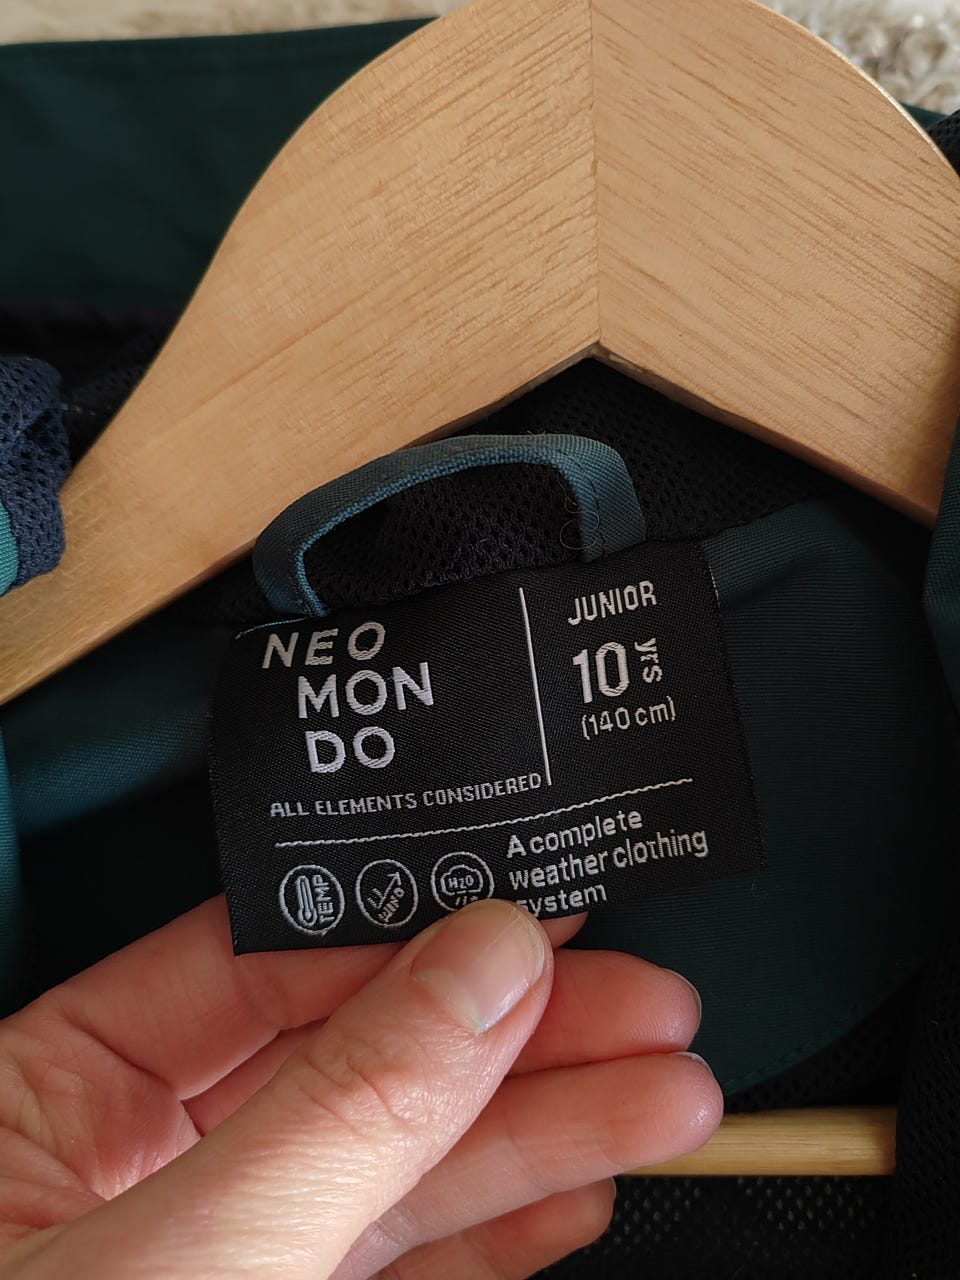 NEO
MON
DO
ALL ELEMENTS CONSIDERED
JUNIOR
10 yrs
(140 cm)
TEMP
WIND
H2O
A complete
weather clothing
system